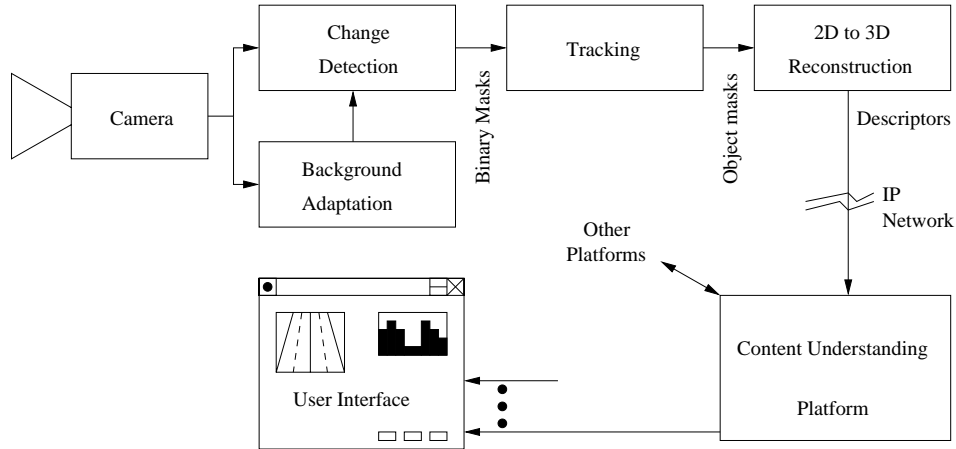 Camera
Change
Detection
Background
Adaptation
Binary Masks
Tracking
Object masks
2D to 3D
Reconstruction
Descriptors
IP
Network
Other
Platforms
Content Understanding
Platform
User Interface